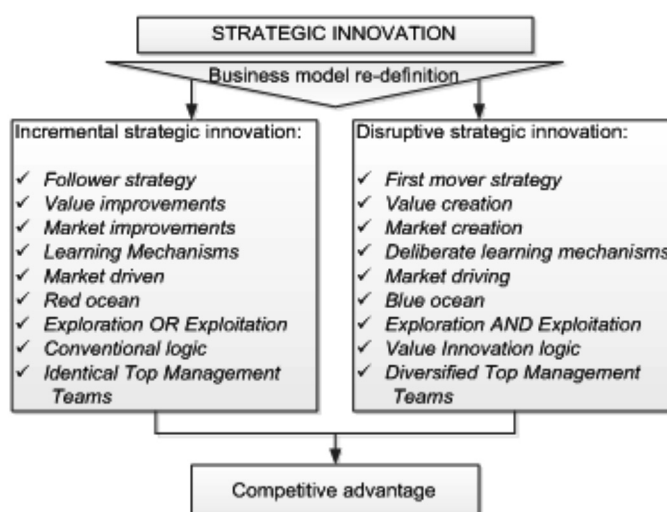 STRATEGIC INNOVATION
Business model re-definition
Incremental strategic innovation:
✓ Follower strategy
✓ Value improvements
✓ Market improvements
✓ Learning Mechanisms
✓ Market driven
✓ Red ocean
✓ Exploration OR Exploitation
✓ Conventional logic
✓ Identical Top Management
Teams
Disruptive strategic innovation:
✓ First mover strategy
✓ Value creation
✓ Market creation
✓ Deliberate learning mechanisms
✓ Market driving
✓ Blue ocean
✓ Exploration AND Exploitation
✓ Value Innovation logic
✓ Diversified Top Management
Teams
Competitive advantage